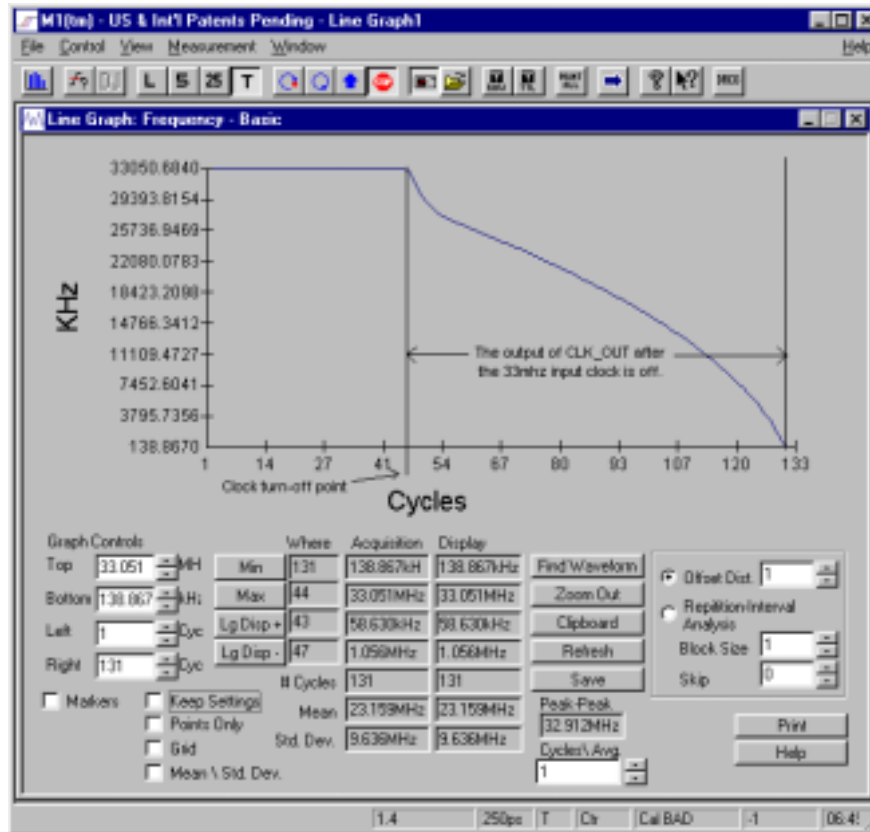 M1(tm) - US & Int'l Patents Pending - Line Graph1
File Control View Measurement Window Help
L S 25 T
Line Graph: Frequency - Basic
33050.6840
29393.8154
25736.9469
22080.0783
18423.2098
14766.3412
11109.4727
7452.6041
3795.7356
138.8670
KHz
The output of CLK_OUT after
the 33mhz input clock is off.
1 14 27 41 54 67 80 93 107 120 133
Clock turn-off point
Cycles
Graph Controls
Where Acquisition Display
Top 33.051 MH
Bottom 138.867 kHz
Left 1 Cyc
Right 131 Cyc
Min 131 138.867kH 138.867kHz
Max 44 33.051MHz 33.051MHz
Lg Disp + 43 58.630kHz 58.630kHz
Lg Disp - 47 1.056MHz 1.056MHz
# Cycles 131 131
Mean 23.159MHz 23.159MHz
Std. Dev. 9.636MHz 9.636MHz
Markers
Keep Settings
Points Only
Grid
Mean \ Std. Dev.
Find Waveform
Zoom Out
Clipboard
Refresh
Save
Peak-Peak
32.912MHz
Cycles\Avg.
1
Offset Dist. 1
Repitition-Interval
Analysis
Block Size 1
Skip 0
Print
Help
1.4 250ps T Ctr Cal BAD -1 06:4